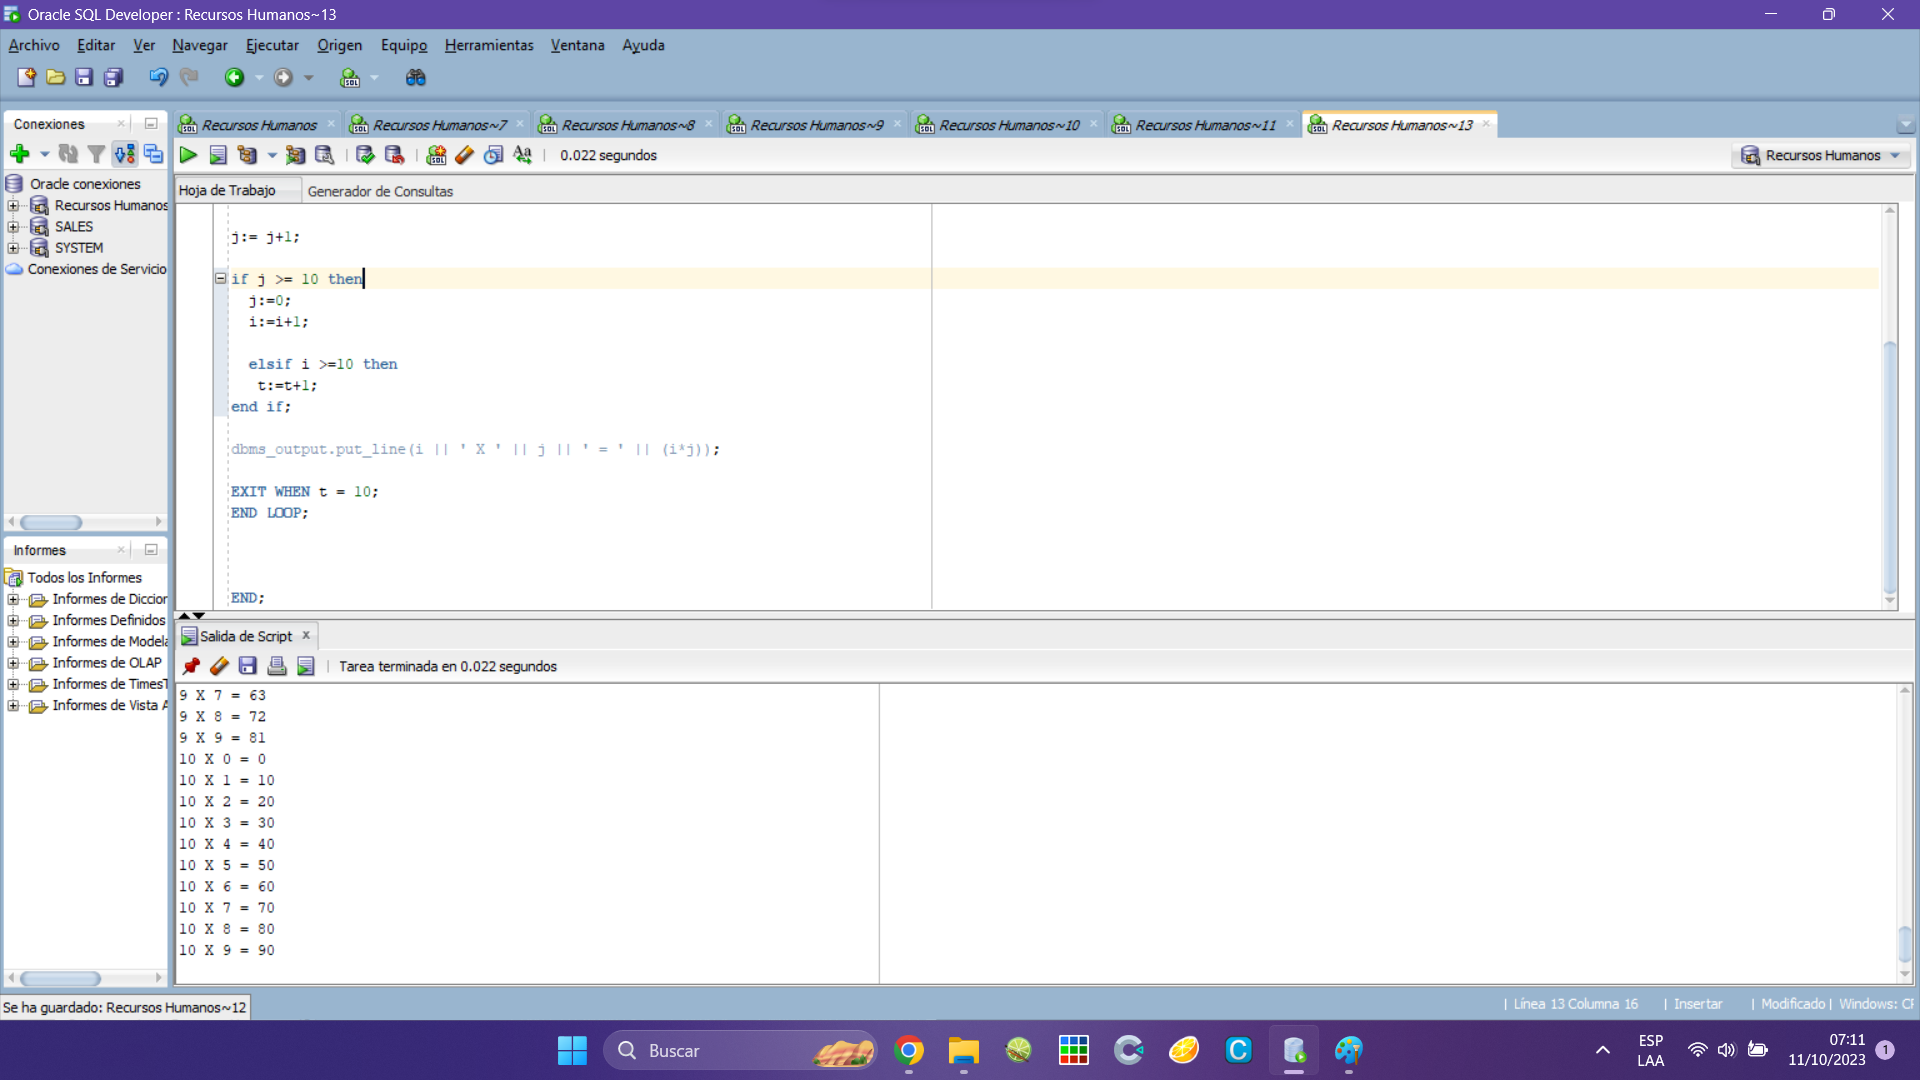 Oracle SQL Developer : Recursos Humanos~13
Archivo Editar Ver Navegar Ejecutar Origen Equipo Herramientas Ventana Ayuda
Conexiones
Recursos Humanos Recursos Humanos~7 Recursos Humanos~8 Recursos Humanos~9 Recursos Humanos~10 Recursos Humanos~11 Recursos Humanos~13
0.022 segundos
Recursos Humanos
Oracle conexiones
Recursos Humanos
SALES
SYSTEM
Conexiones de Servicio
Hoja de Trabajo Generador de Consultas
j:= j+1;
if j >= 10 then
j:=0;
i:=i+1;
elsif i >=10 then
t:=t+1;
end if;
dbms_output.put_line(i || ' X ' || j || ' = ' || (i*j));
EXIT WHEN t = 10;
END LOOP;
END;
Informes
Todos los Informes
Informes de Diccior
Informes Definidos
Informes de Modela
Informes de OLAP
Informes de TimesT
Informes de Vista A
Salida de Script
Tarea terminada en 0.022 segundos
9 X 7 = 63
9 X 8 = 72
9 X 9 = 81
10 X 0 = 0
10 X 1 = 10
10 X 2 = 20
10 X 3 = 30
10 X 4 = 40
10 X 5 = 50
10 X 6 = 60
10 X 7 = 70
10 X 8 = 80
10 X 9 = 90
Se ha guardado: Recursos Humanos~12
| Línea 13 Columna 16 | Insertar | Modificado | Windows: CF
Buscar
ESP
LAA
07:11
11/10/2023
1